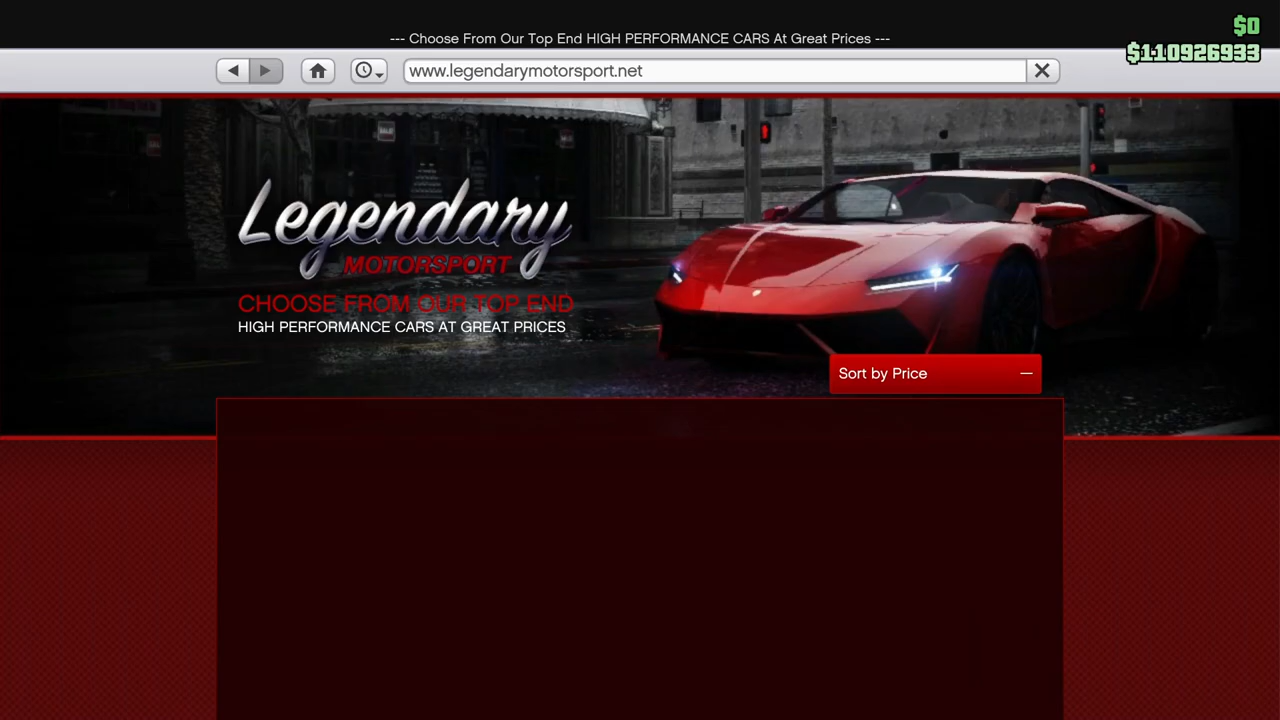 --- Choose From Our Top End HIGH PERFORMANCE CARS At Great Prices ---
$0
$110926933
www.legendarymotorsport.net
Legendary
MOTORSPORT
CHOOSE FROM OUR TOP END
HIGH PERFORMANCE CARS AT GREAT PRICES
Sort by Price